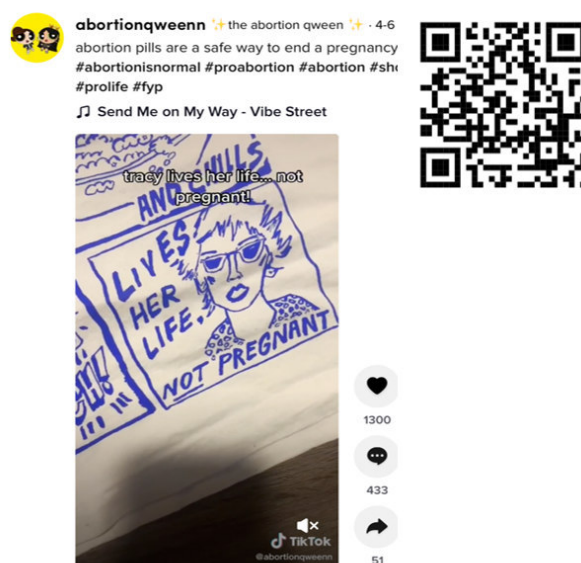 abortionqweenn ✨the abortion qween ✨ · 4-6
abortion pills are a safe way to end a pregnancy
#abortionisnormal #proabortion #abortion
#prolife #fyp
♫ Send Me on My Way - Vibe Street
AND CHILLS
tracy lives her life... not
pregnant!
LIVES
HER
LIFE.
NOT PREGNANT
1300
433
51
TikTok
@abortionqweenn